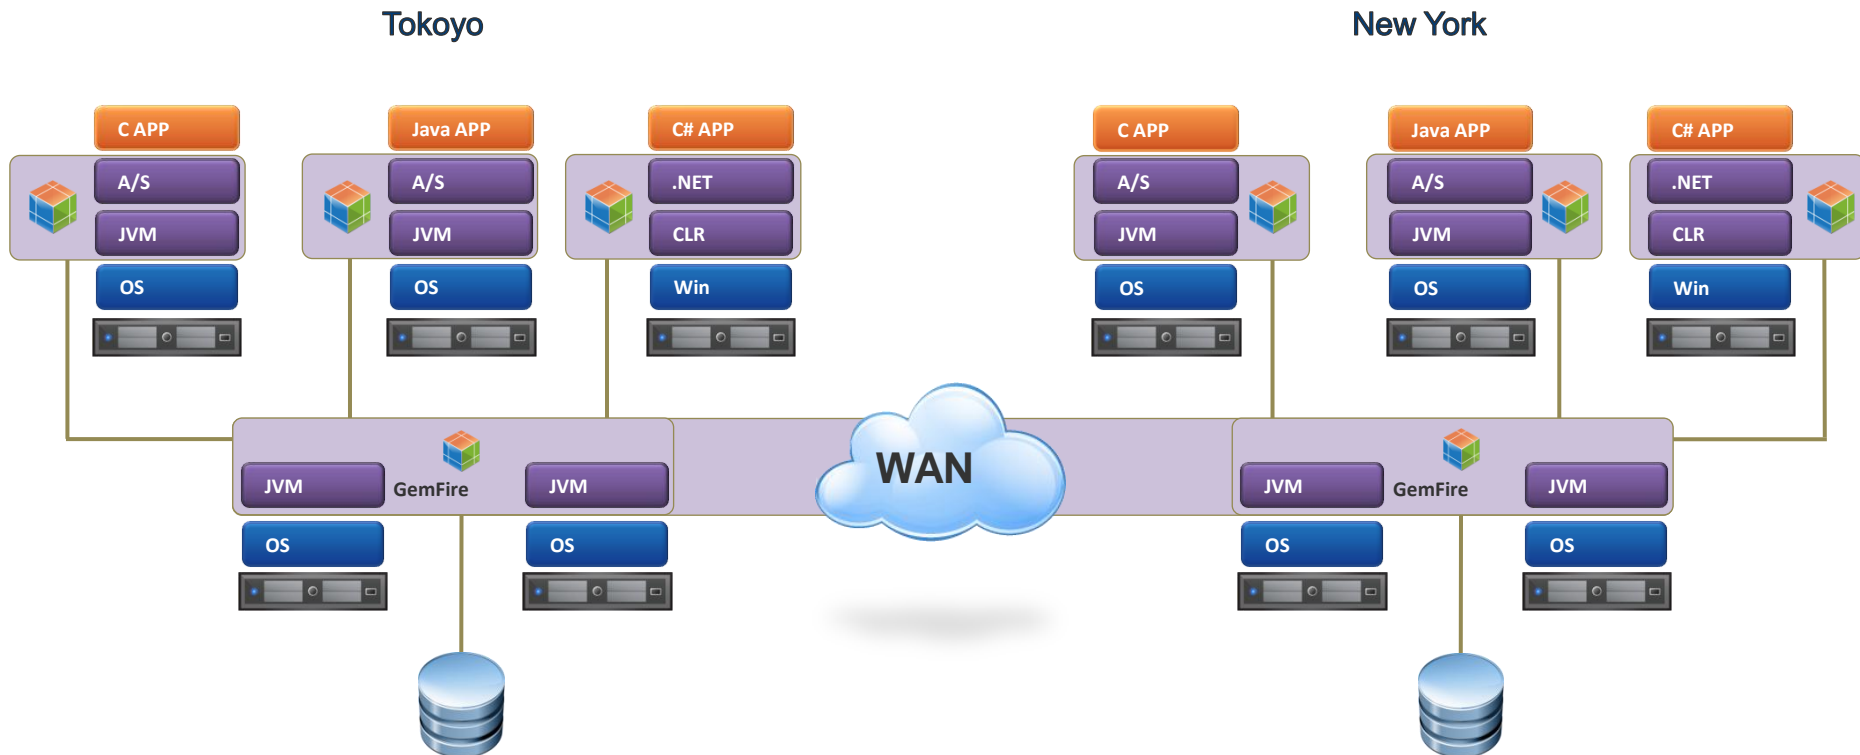 Tokoyo
New York
C APP
Java APP
C# APP
C APP
Java APP
C# APP
A/S
A/S
.NET
A/S
A/S
.NET
JVM
JVM
CLR
JVM
JVM
CLR
OS
OS
Win
OS
OS
Win
WAN
JVM
GemFire
JVM
JVM
GemFire
JVM
OS
OS
OS
OS